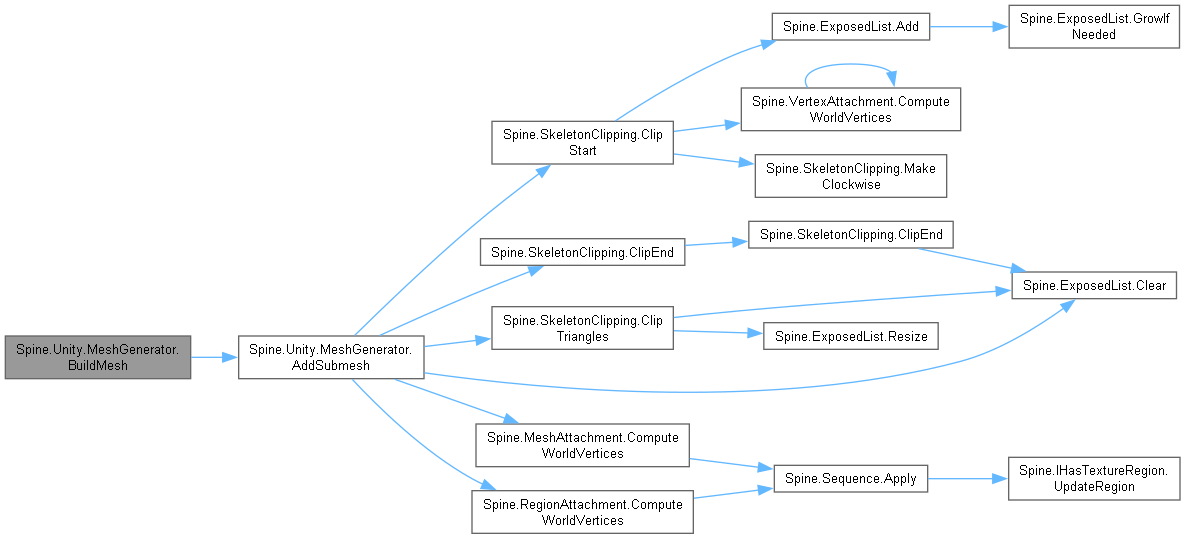 Spine.Unity.MeshGenerator.
BuildMesh
Spine.Unity.MeshGenerator.
AddSubmesh
Spine.SkeletonClipping.Clip
Start
Spine.ExposedList.Add
Spine.ExposedList.GrowIf
Needed
Spine.VertexAttachment.Compute
WorldVertices
Spine.SkeletonClipping.Make
Clockwise
Spine.SkeletonClipping.ClipEnd
Spine.SkeletonClipping.ClipEnd
Spine.ExposedList.Clear
Spine.SkeletonClipping.Clip
Triangles
Spine.ExposedList.Resize
Spine.MeshAttachment.Compute
WorldVertices
Spine.RegionAttachment.Compute
WorldVertices
Spine.Sequence.Apply
Spine.IHasTextureRegion.
UpdateRegion